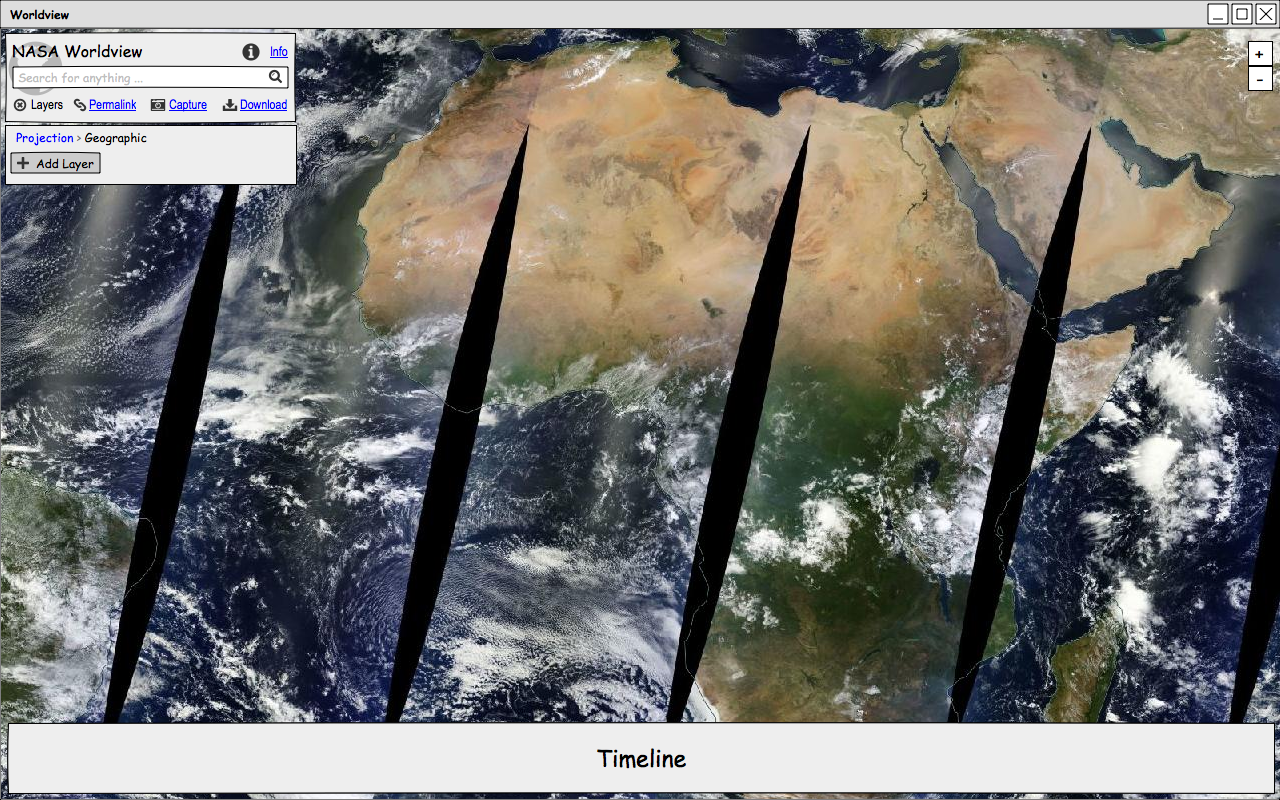 Worldview
NASA Worldview Info
Search for anything ...
Layers Permalink Capture Download
Projection > Geographic
+ Add Layer
+
-
Timeline